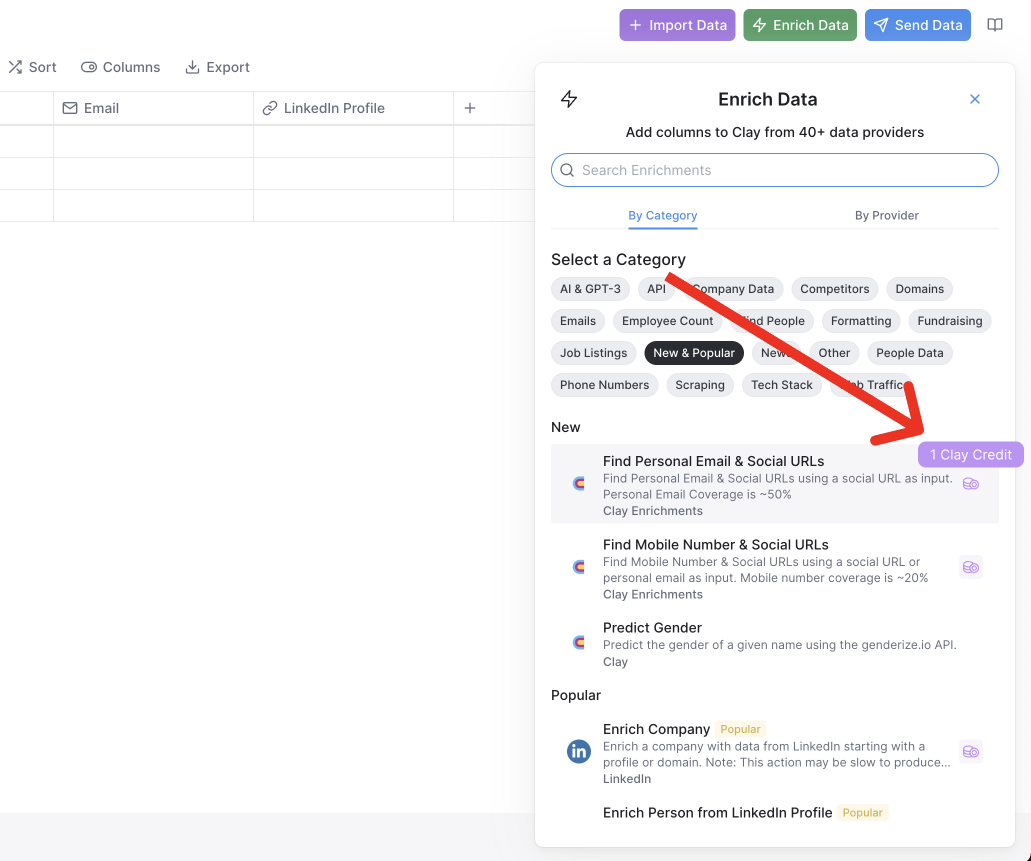 Import Data
Enrich Data
Send Data
Sort
Columns
Export
Email
LinkedIn Profile
Enrich Data
Add columns to Clay from 40+ data providers
Search Enrichments
By Category
By Provider
Select a Category
AI & GPT-3
API
Company Data
Competitors
Domains
Emails
Employee Count
Find People
Formatting
Fundraising
Job Listings
New & Popular
News
Other
People Data
Phone Numbers
Scraping
Tech Stack
Traffic
New
1 Clay Credit
Find Personal Email & Social URLs
Find Personal Email & Social URLs using a social URL as input.
Personal Email Coverage is ~50%
Clay Enrichments
Find Mobile Number & Social URLs
Find Mobile Number & Social URLs using a social URL or
personal email as input. Mobile number coverage is ~20%
Clay Enrichments
Predict Gender
Predict the gender of a given name using the genderize.io API.
Clay
Popular
Enrich Company Popular
Enrich a company with data from LinkedIn starting with a
profile or domain. Note: This action may be slow to produce...
LinkedIn
Enrich Person from LinkedIn Profile Popular